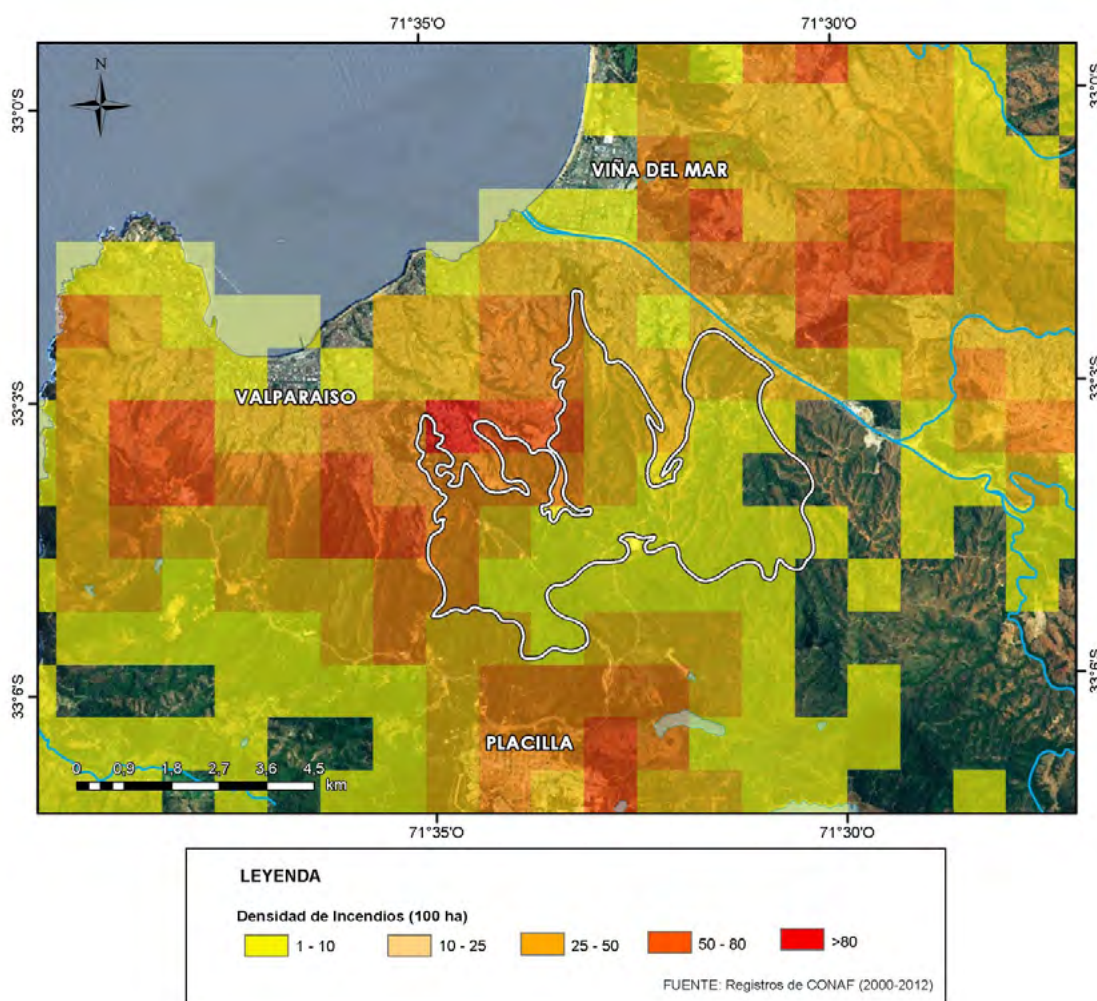 71°35'O 71°30'O
N
33°0'S 33°0'S
VIÑA DEL MAR
33°3'S VALPARAISO 33°3'S
33°6'S 33°6'S
PLACILLA
0 0,9 1,8 2,7 3,6 4,5
km
71°35'O 71°30'O
LEYENDA
Densidad de Incendios (100 ha)
1 - 10 10 - 25 25 - 50 50 - 80 >80
FUENTE: Registros de CONAF (2000-2012)